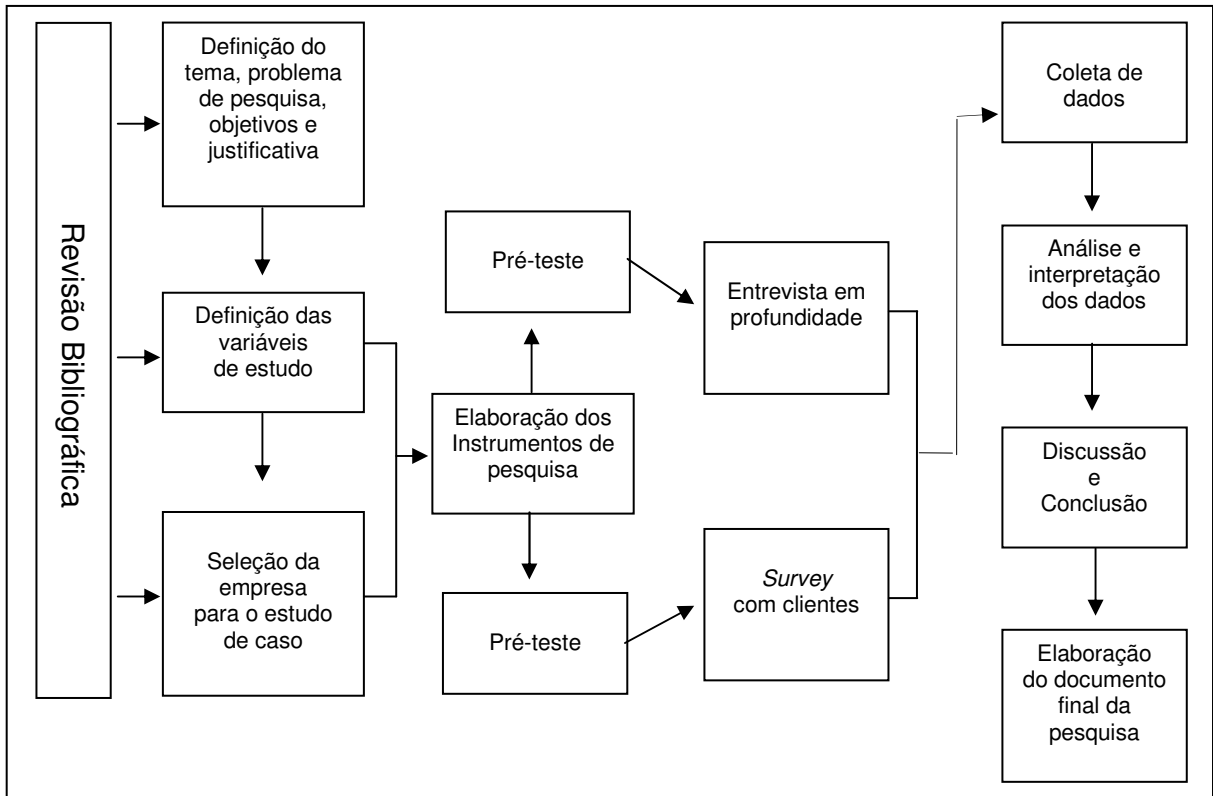 Revisão Bibliográfica
Definição do
tema, problema
de pesquisa,
objetivos e
justificativa
Definição das
variáveis
de estudo
Seleção da
empresa
para o estudo
de caso
Elaboração dos
Instrumentos de
pesquisa
Pré-teste
Pré-teste
Entrevista em
profundidade
Survey
com clientes
Coleta de
dados
Análise e
interpretação
dos dados
Discussão
e
Conclusão
Elaboração
do documento
final da
pesquisa